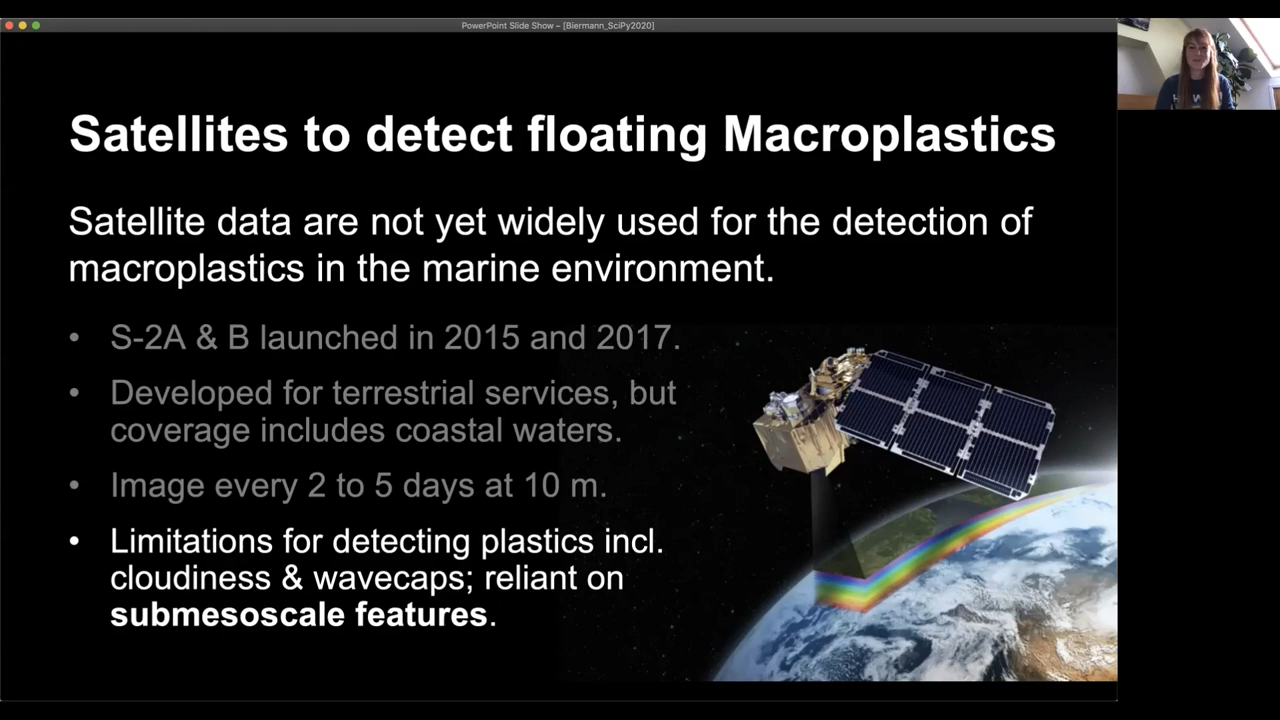 PowerPoint Slide Show – [Biermann_SciPy2020]
Satellites to detect floating Macroplastics
Satellite data are not yet widely used for the detection of
macroplastics in the marine environment.
• S-2A & B launched in 2015 and 2017.
• Developed for terrestrial services, but
coverage includes coastal waters.
• Image every 2 to 5 days at 10 m.
• Limitations for detecting plastics incl.
cloudiness & wavecaps; reliant on
submesoscale features.